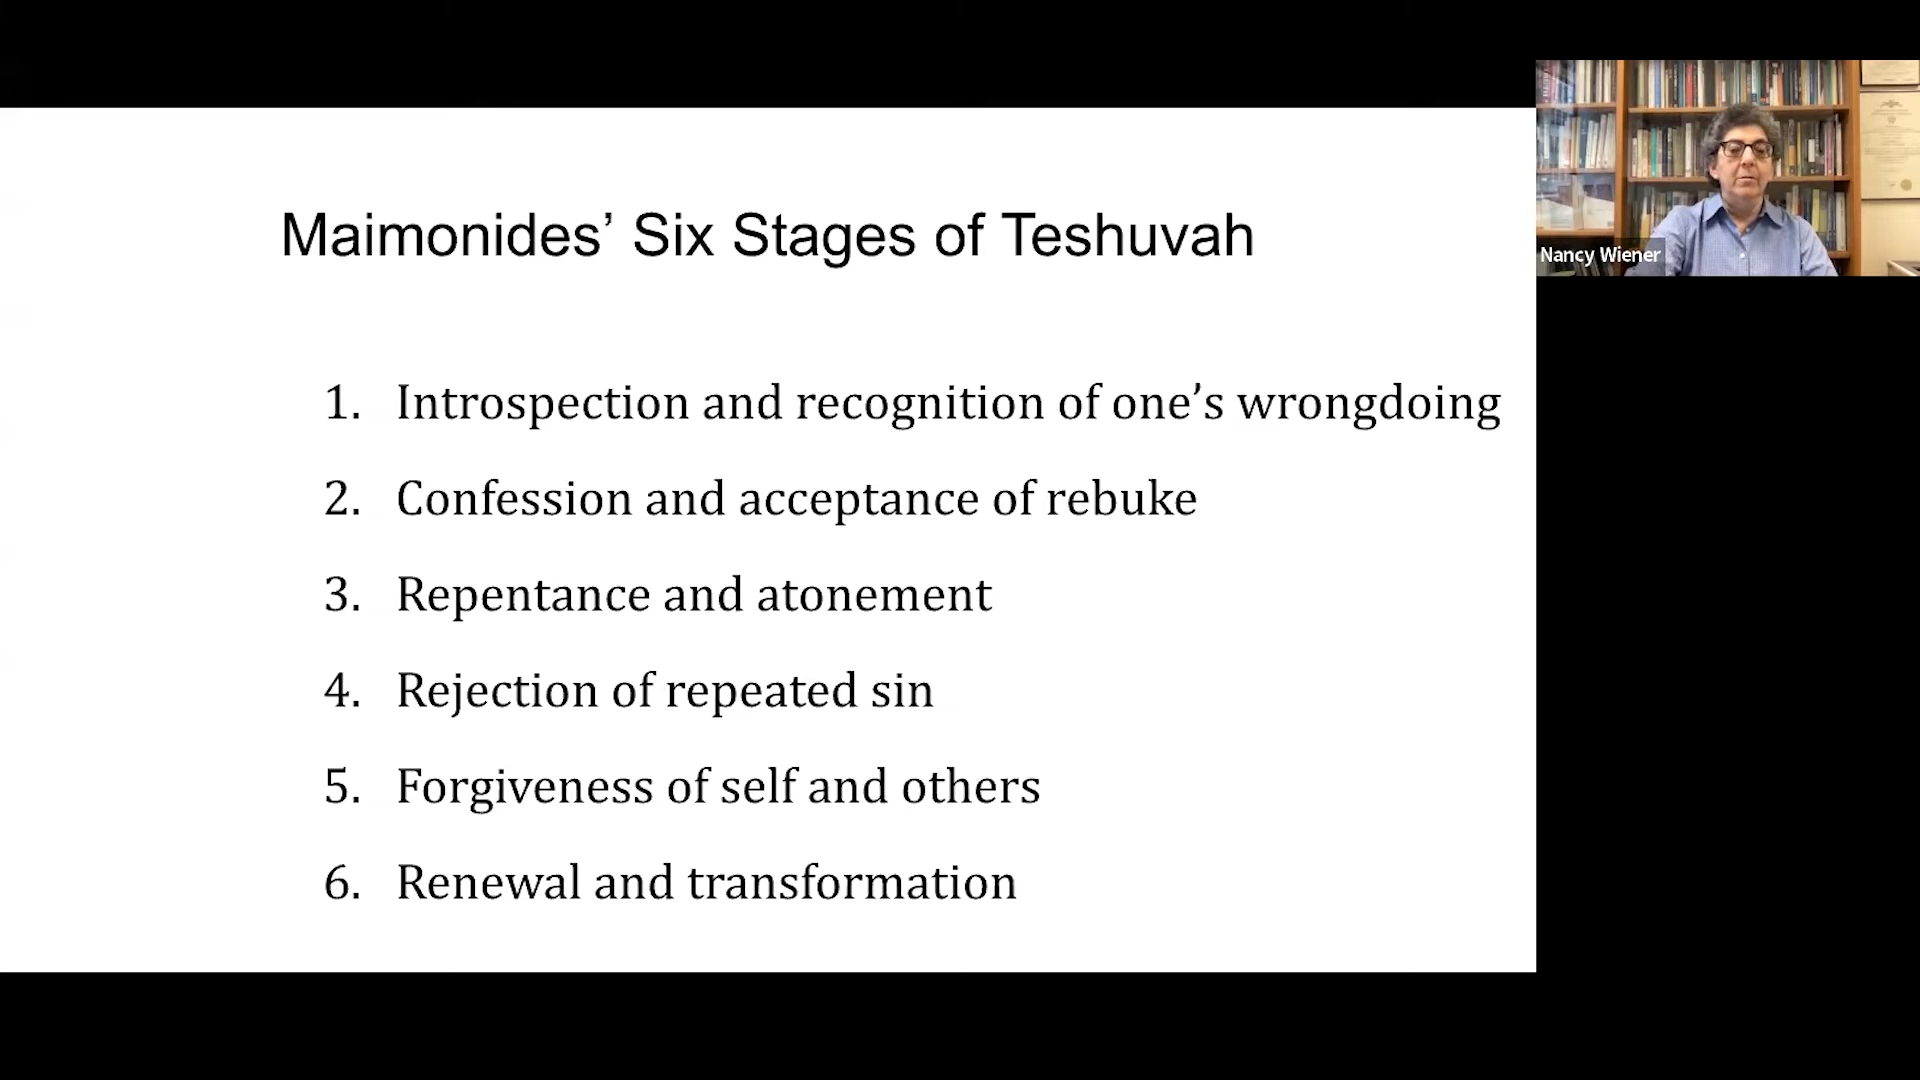 Maimonides’ Six Stages of Teshuvah
1. Introspection and recognition of one’s wrongdoing
2. Confession and acceptance of rebuke
3. Repentance and atonement
4. Rejection of repeated sin
5. Forgiveness of self and others
6. Renewal and transformation
Nancy Wiener